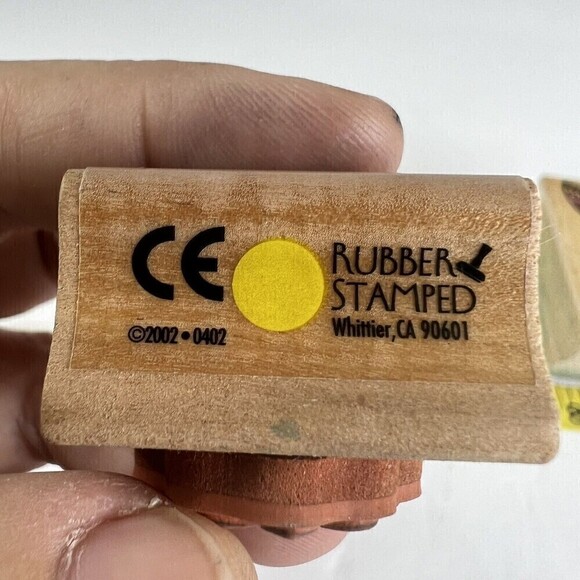 CE
RUBBER
STAMPED
©2002 • 0402
Whittier, CA 90601